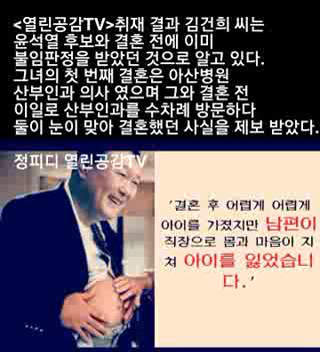 <열린공감TV>취재 결과 김건희 씨는
윤석열 후보와 결혼 전에 이미
불임판정을 받았던 것으로 알고 있다.
그녀의 첫 번째 결혼은 아산병원
산부인과 의사 였으며 그와 결혼 전
이일로 산부인과를 수차례 방문하다
둘이 눈이 맞아 결혼했던 사실을 제보 받았다.
정피디 열린공감TV
'결혼 후 어렵게 어렵게
아이를 가졌지만 남편이
직장으로 몸과 마음이 지
쳐 아이를 잃었습니
다.'